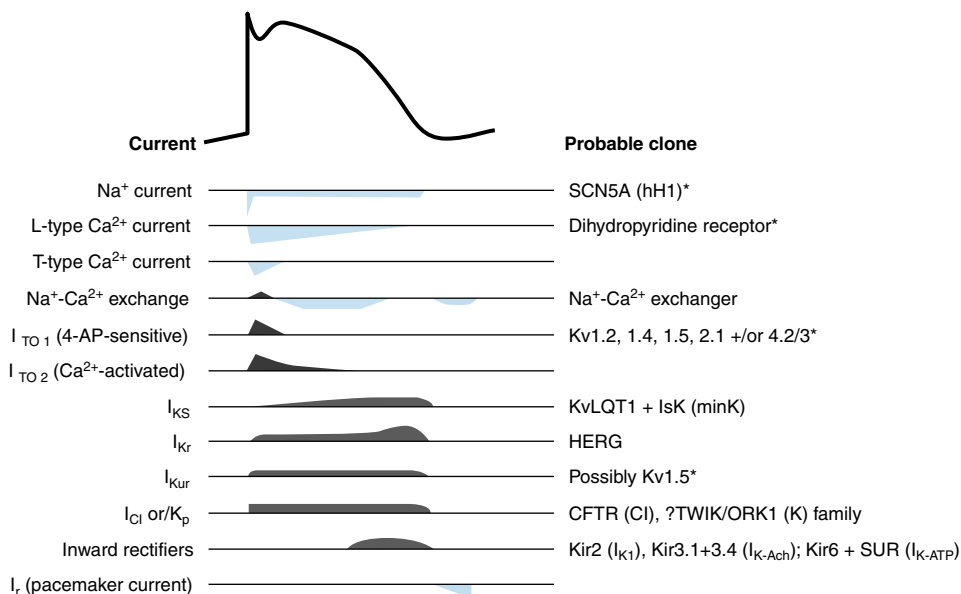 Current Probable clone
Na⁺ current SCN5A (hH1)*
L-type Ca²⁺ current Dihydropyridine receptor*
T-type Ca²⁺ current
Na⁺-Ca²⁺ exchange Na⁺-Ca²⁺ exchanger
I TO 1 (4-AP-sensitive) Kv1.2, 1.4, 1.5, 2.1 +/or 4.2/3*
I TO 2 (Ca²⁺-activated)
IKS KvLQT1 + IsK (minK)
IKr HERG
IKur Possibly Kv1.5*
ICl or/Kp CFTR (Cl), ?TWIK/ORK1 (K) family
Inward rectifiers Kir2 (IK1), Kir3.1+3.4 (IK-Ach); Kir6 + SUR (IK-ATP)
Ir (pacemaker current)